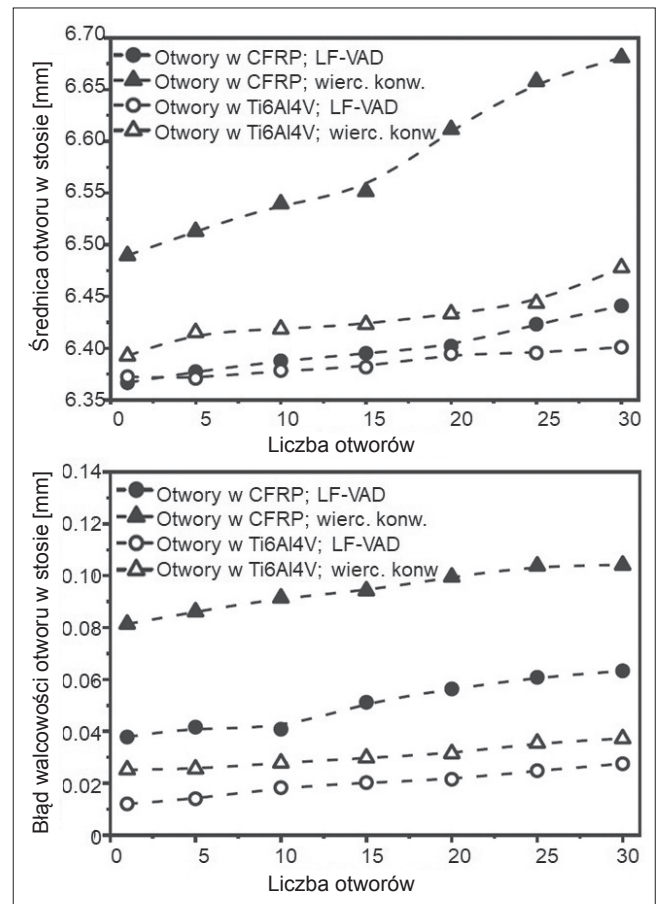 6.70
6.65
6.60
6.55
6.50
6.45
6.40
6.35
Średnica otworu w stosie [mm]
Otwory w CFRP; LF-VAD
Otwory w CFRP; wierc. konw.
Otwory w Ti6Al4V; LF-VAD
Otwory w Ti6Al4V; wierc. konw
0 5 10 15 20 25 30
Liczba otworów
0.14
0.12
0.10
0.08
0.06
0.04
0.02
0
Błąd walcowości otworu w stosie [mm]
Otwory w CFRP; LF-VAD
Otwory w CFRP; wierc. konw.
Otwory w Ti6Al4V; LF-VAD
Otwory w Ti6Al4V; wierc. konw
0 5 10 15 20 25 30
Liczba otworów